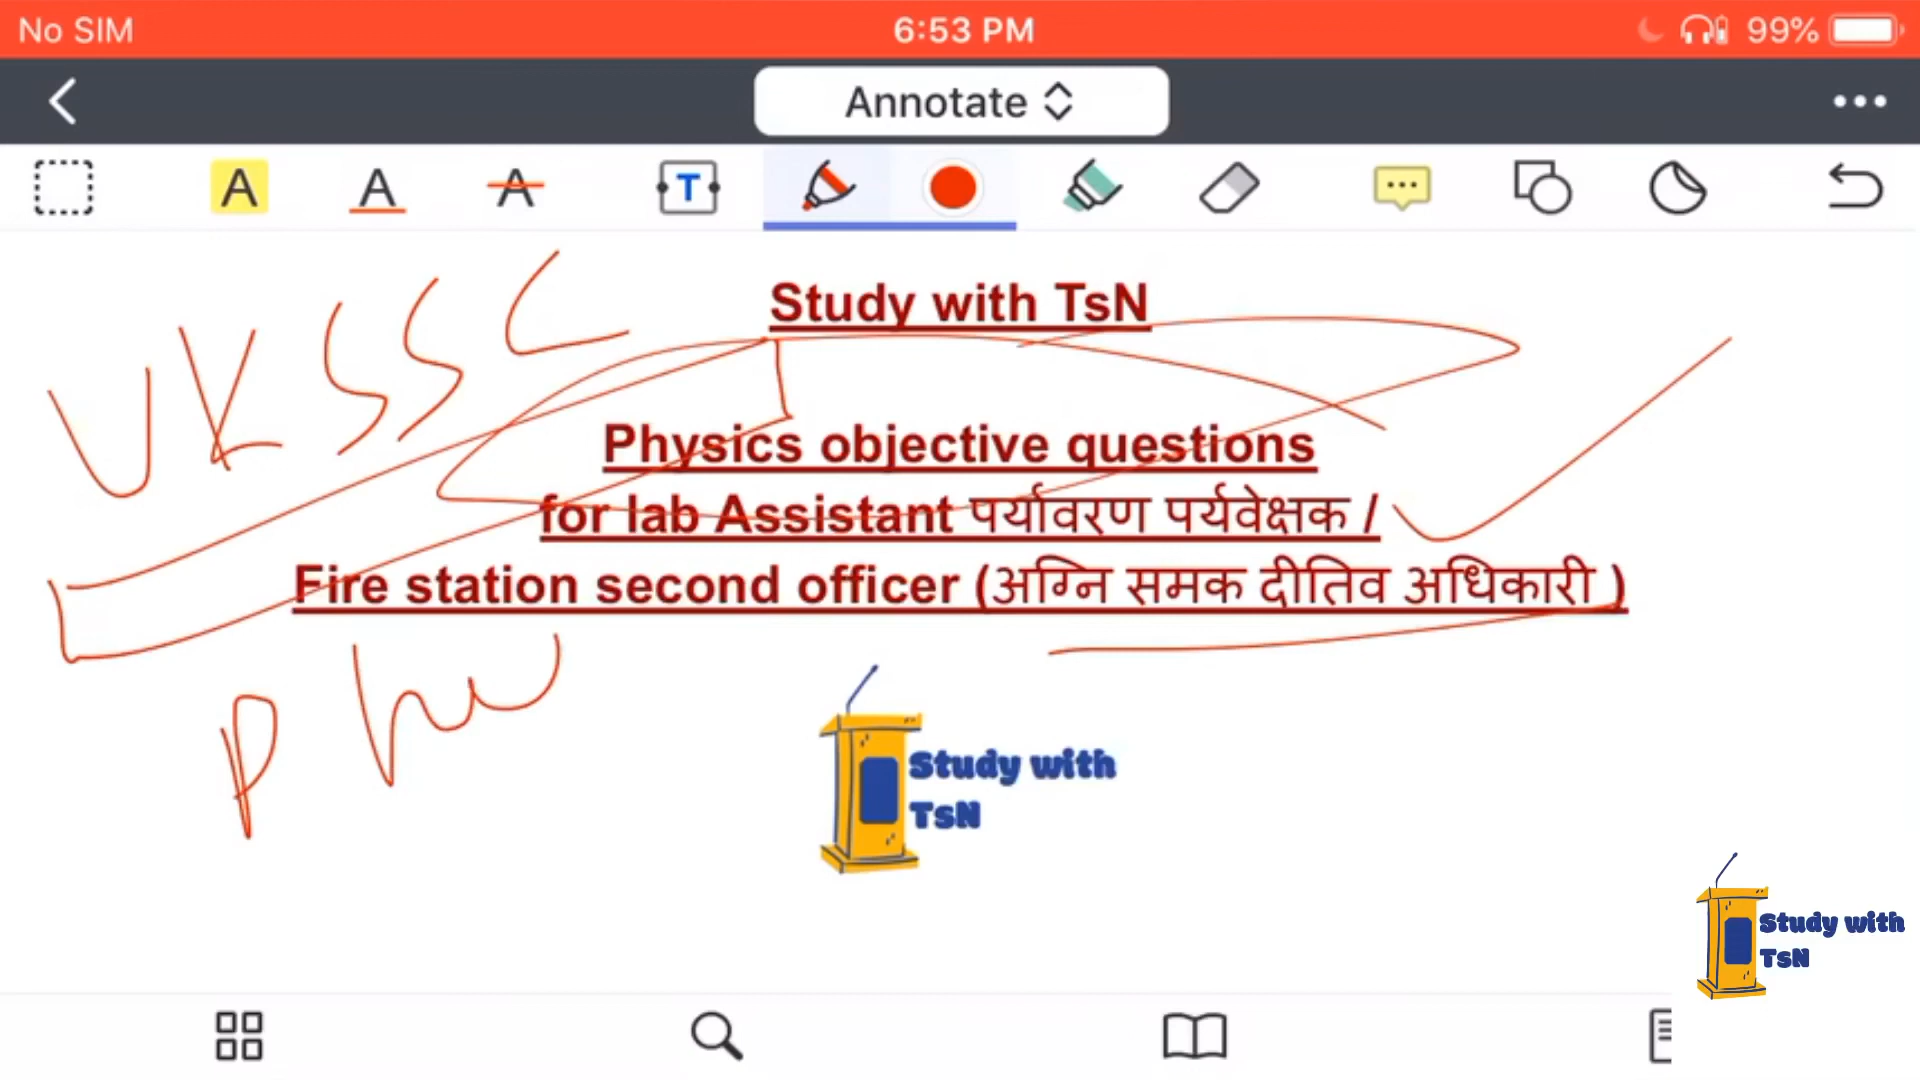 No SIM 6:53 PM 99%
Annotate
A A A T
Study with TsN
UKSSC
Physics objective questions
for lab Assistant पर्यावरण पर्यवेक्षक /
Fire station second officer (अग्नि समक दीतिव अधिकारी )
Study with
TsN
Study with
TsN